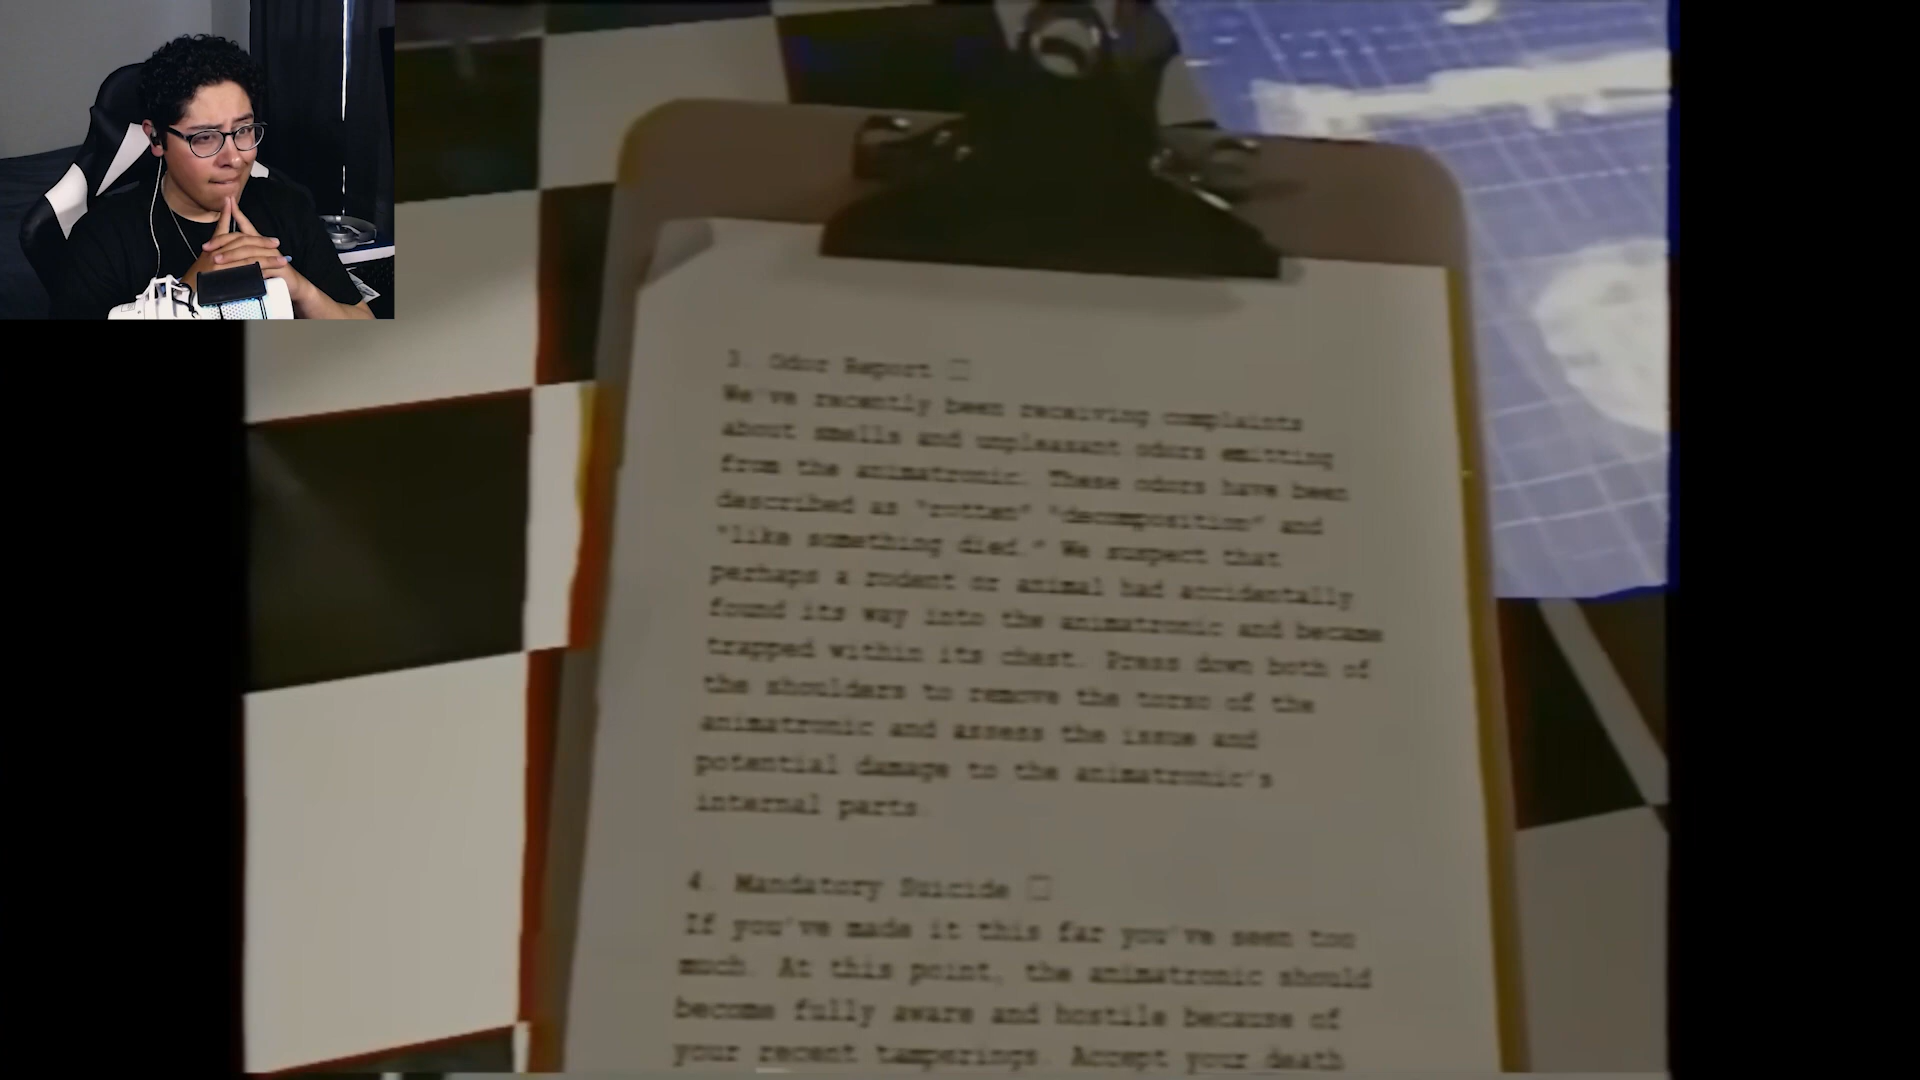 3. Odor Report □
We've recently been receiving complaints
about smells and unpleasant odors emitting
from the animatronic. These odors have been
described as "rotten" "decomposition" and
"like something died." We suspect that
perhaps a rodent or animal had accidentally
found its way into the animatronic and became
trapped within its chest. Press down both of
the shoulders to remove the torso of the
animatronic and assess the issue and
potential damage to the animatronic's
internal parts.
4. Mandatory Suicide □
If you've made it this far you've seen too
much. At this point, the animatronic should
become fully aware and hostile because of
your recent tamperings. Accept your death